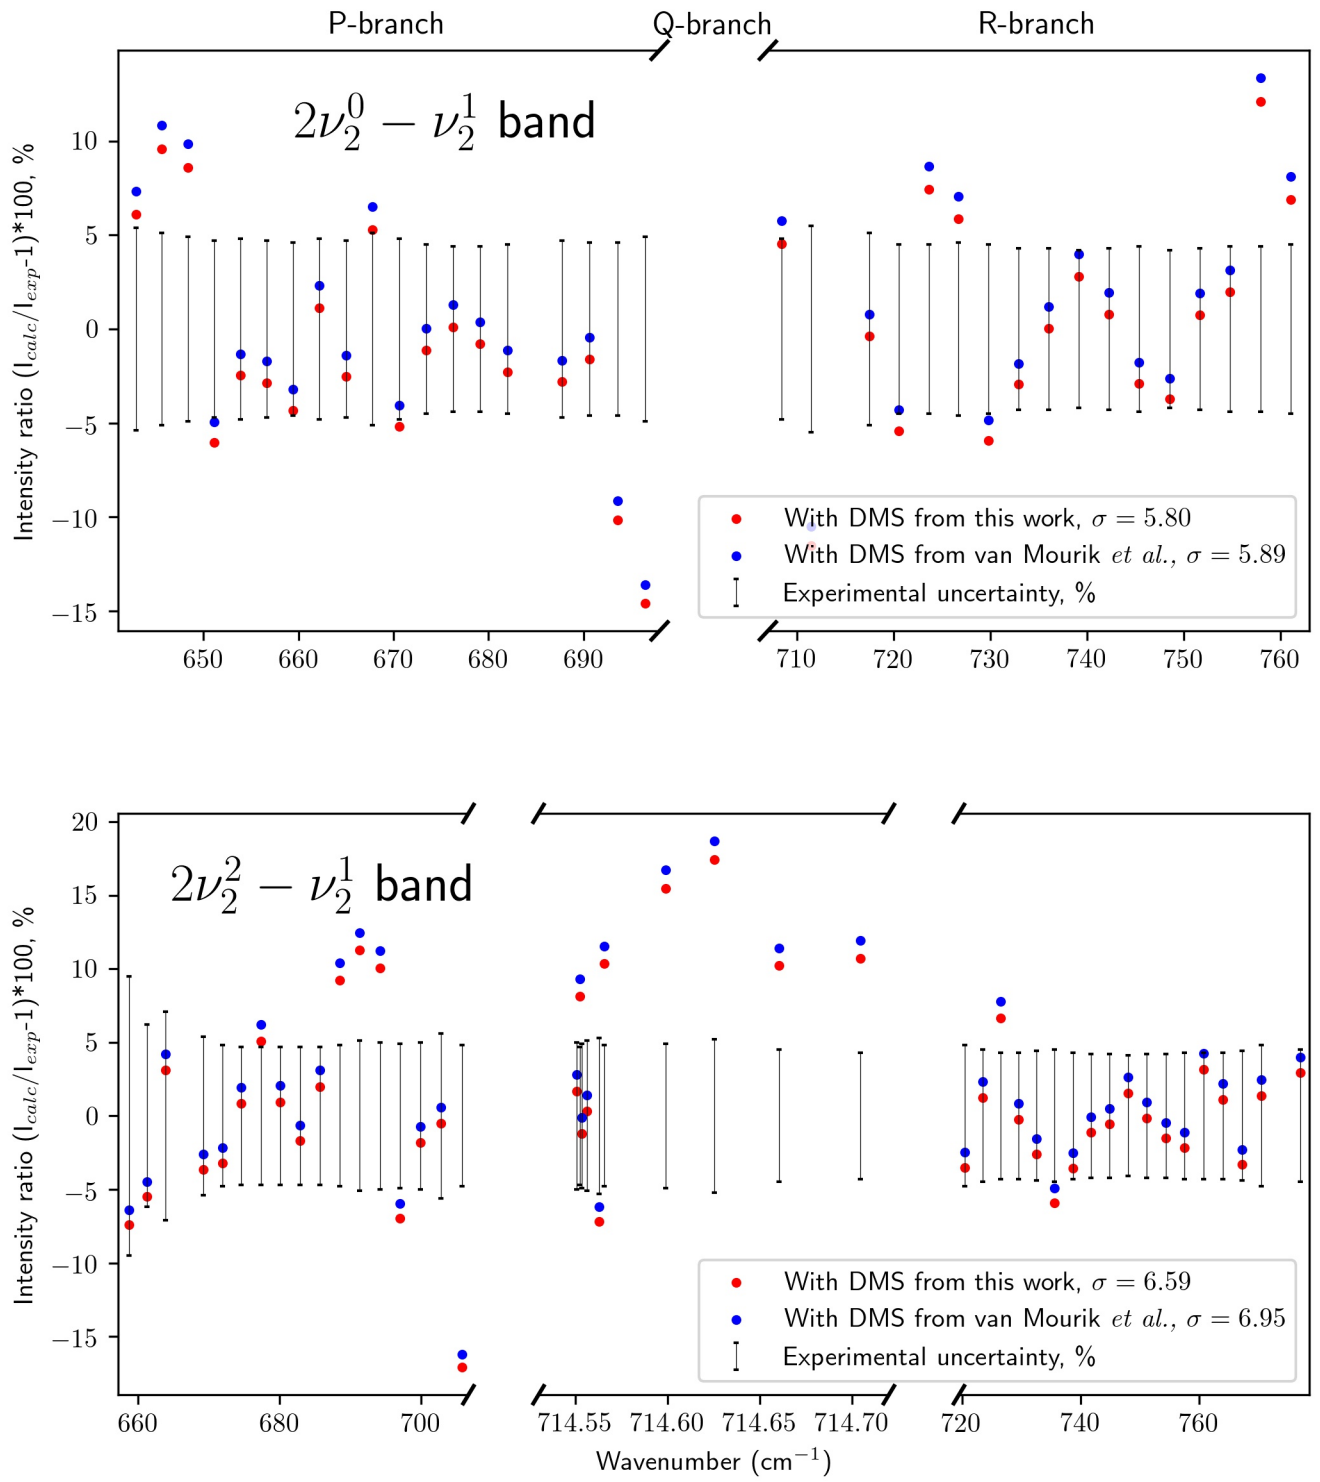 P-branch Q-branch R-branch
2ν₂⁰ − ν₂¹ band
Intensity ratio (I_calc/I_exp-1)*100, %
10
5
0
−5
−10
−15
With DMS from this work, σ = 5.80
With DMS from van Mourik et al., σ = 5.89
Experimental uncertainty, %
650 660 670 680 690 710 720 730 740 750 760
2ν₂² − ν₂¹ band
Intensity ratio (I_calc/I_exp-1)*100, %
20
15
10
5
0
−5
−10
−15
With DMS from this work, σ = 6.59
With DMS from van Mourik et al., σ = 6.95
Experimental uncertainty, %
660 680 700 714.55 714.60 714.65 714.70 720 740 760
Wavenumber (cm⁻¹)